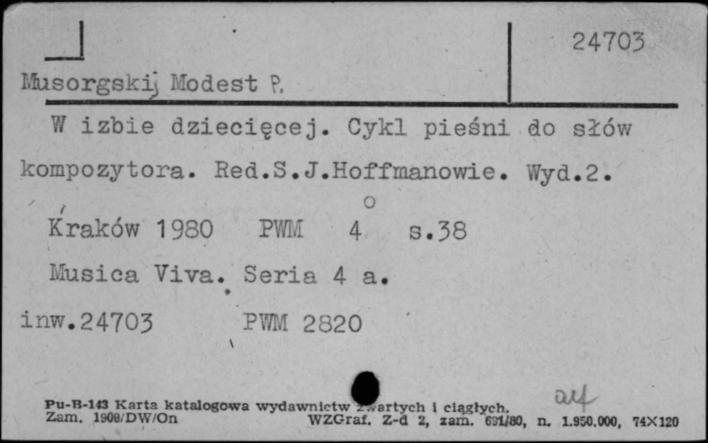 24703
Musorgskij Modest P.
W izbie dziecięcej. Cykl pieśni do słów
kompozytora. Red.S.J.Hoffmanowie. Wyd.2.
Kraków 1980 PWM 4° s.38
Musica Viva. Seria 4 a.
inw.24703 PWM 2820
Pu-B-143 Karta katalogowa wydawnictw zwartych i ciągłych.
Zam. 1908/DW/On WZGraf. Z-d 2, zam. 691/80, n. 1.950.000, 74×120